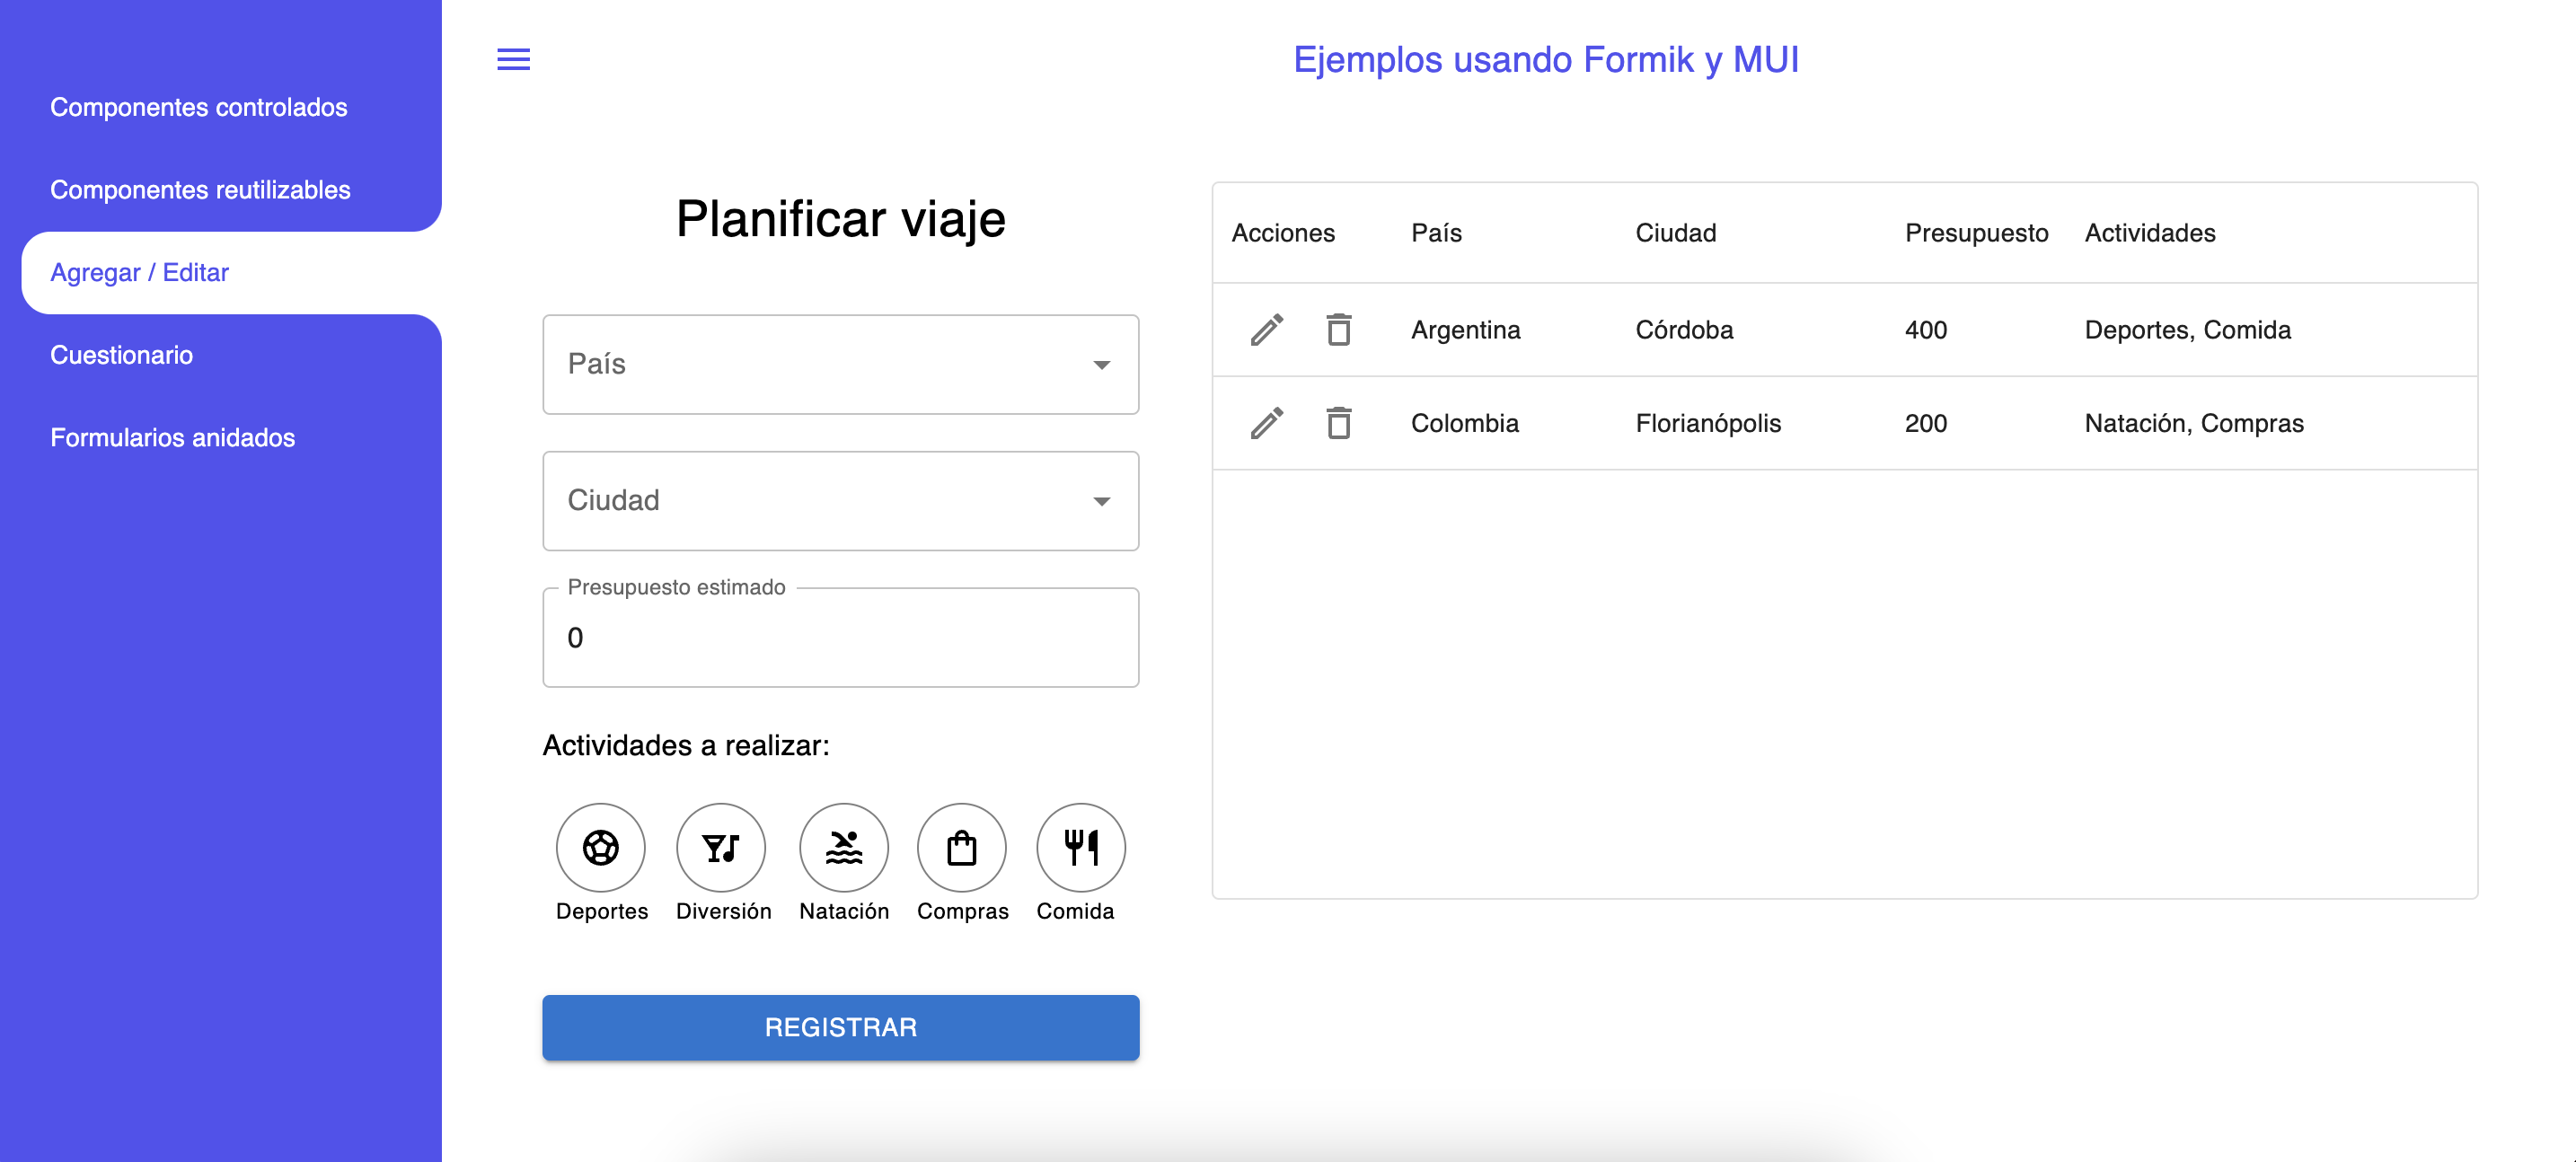 Componentes controlados
Componentes reutilizables
Agregar / Editar
Cuestionario
Formularios anidados
Ejemplos usando Formik y MUI
Planificar viaje
País
Ciudad
Presupuesto estimado
0
Actividades a realizar:
Deportes Diversión Natación Compras Comida
REGISTRAR
Acciones País Ciudad Presupuesto Actividades
Argentina Córdoba 400 Deportes, Comida
Colombia Florianópolis 200 Natación, Compras